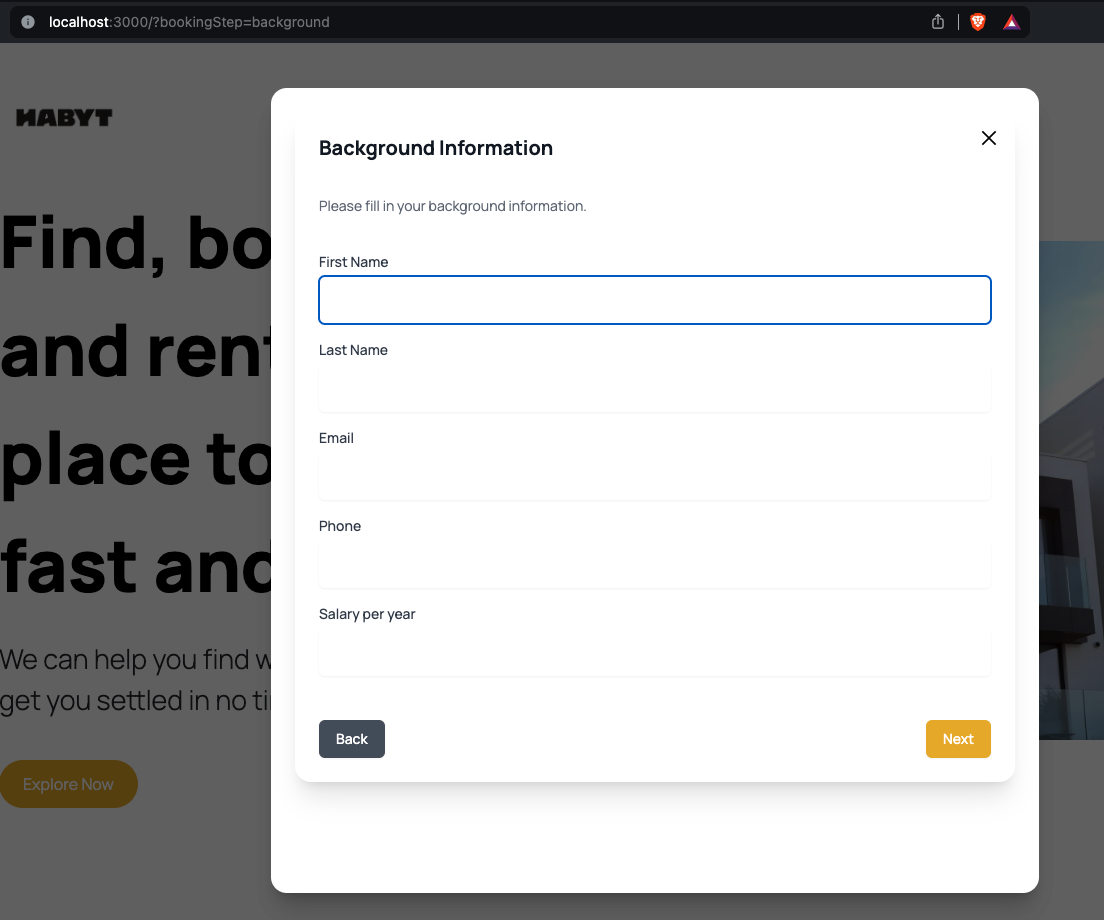 localhost:3000/?bookingStep=background
HABYT
Find, bo
and rent
place to
fast and
We can help you find w
get you settled in no ti
Explore Now
Background Information
Please fill in your background information.
First Name
Last Name
Email
Phone
Salary per year
Back
Next